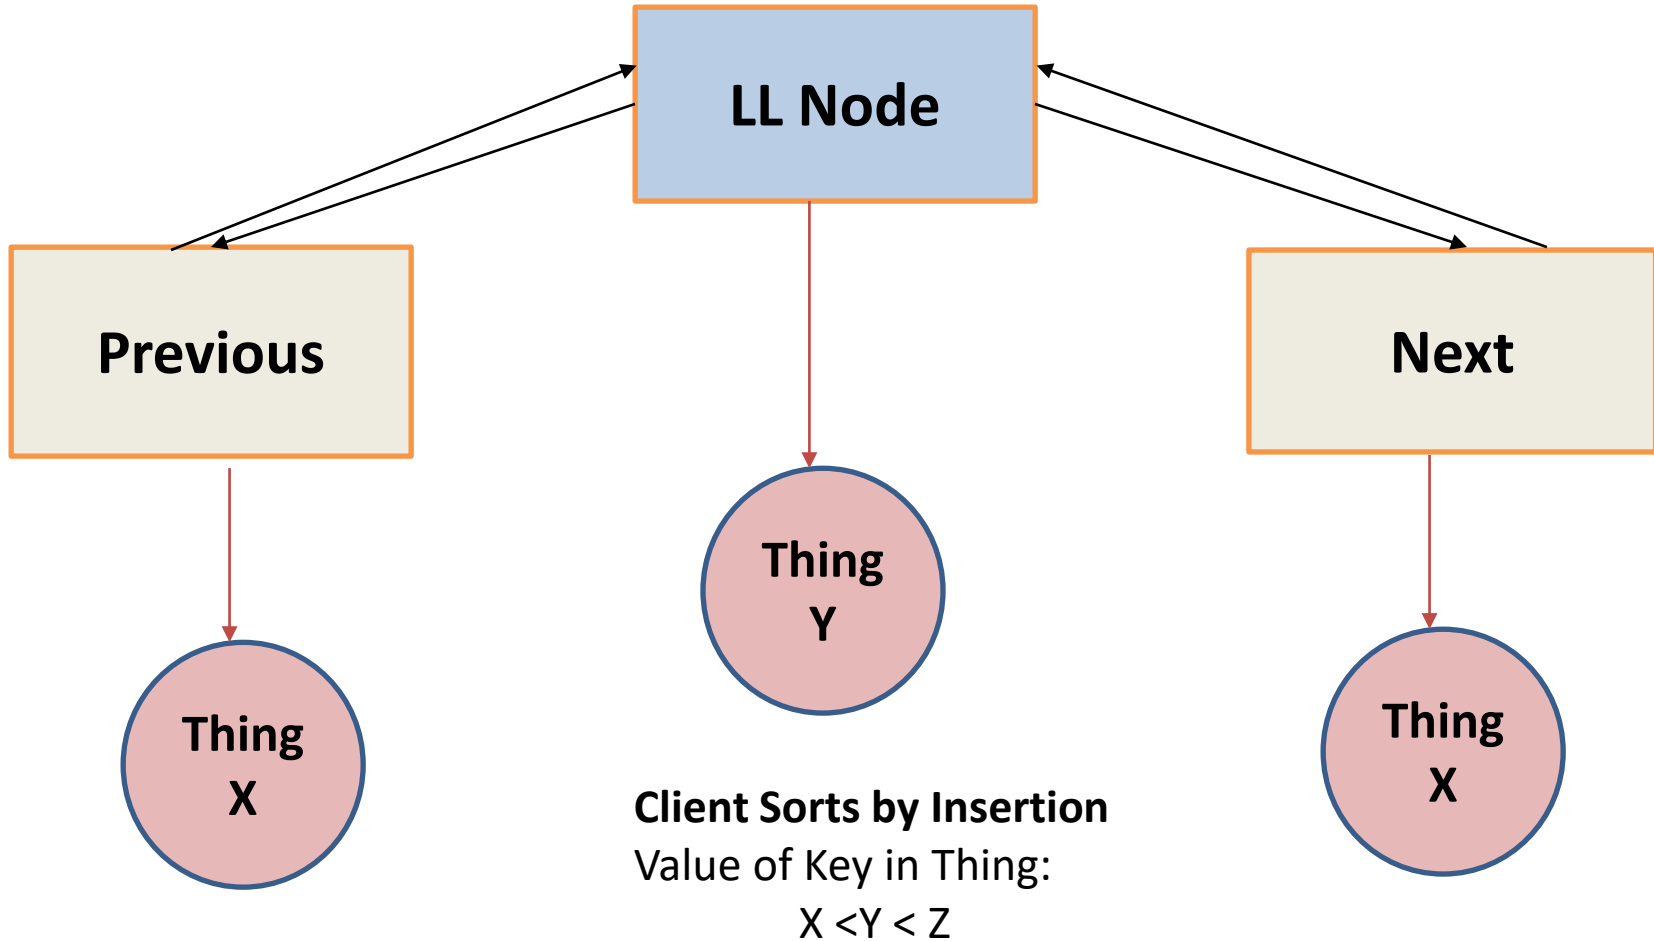 LL Node
Previous
Next
Thing
Y
Thing
X
Thing
X
Client Sorts by Insertion
Value of Key in Thing:
X <Y < Z